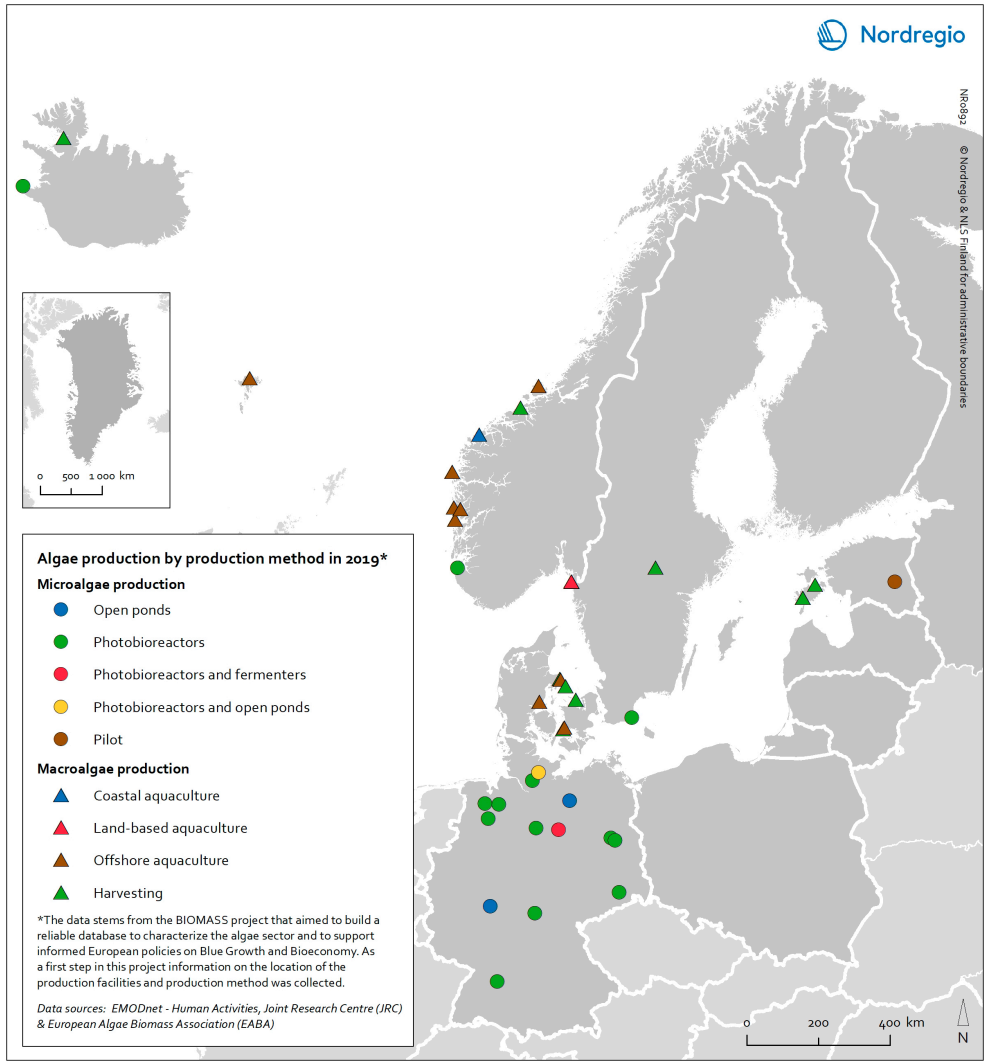 Nordregio
NR0892 © Nordregio & NLS Finland for administrative boundaries
0 500 1 000 km
Algae production by production method in 2019*
Microalgae production
Open ponds
Photobioreactors
Photobioreactors and fermenters
Photobioreactors and open ponds
Pilot
Macroalgae production
Coastal aquaculture
Land-based aquaculture
Offshore aquaculture
Harvesting
*The data stems from the BIOMASS project that aimed to build a
reliable database to characterize the algae sector and to support
informed European policies on Blue Growth and Bioeconomy. As
a first step in this project information on the location of the
production facilities and production method was collected.
Data sources: EMODnet - Human Activities, Joint Research Centre (JRC)
& European Algae Biomass Association (EABA)
0 200 400 km
N